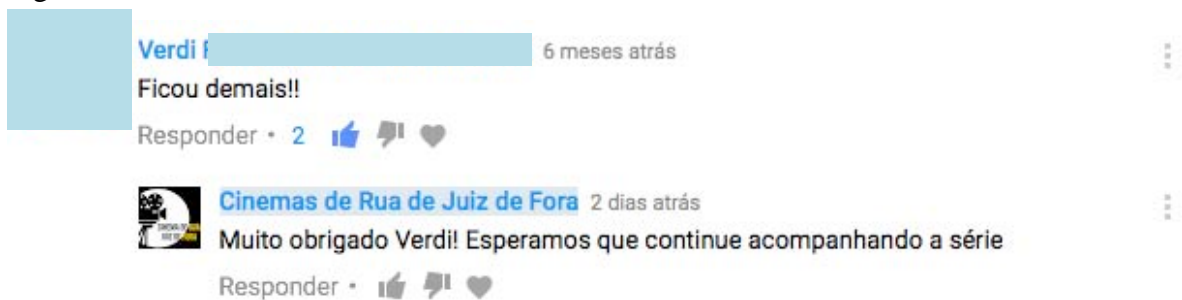 Verdi
6 meses atrás
Ficou demais!!
Responder • 2
Cinemas de Rua de Juiz de Fora 2 dias atrás
Muito obrigado Verdi! Esperamos que continue acompanhando a série
Responder •